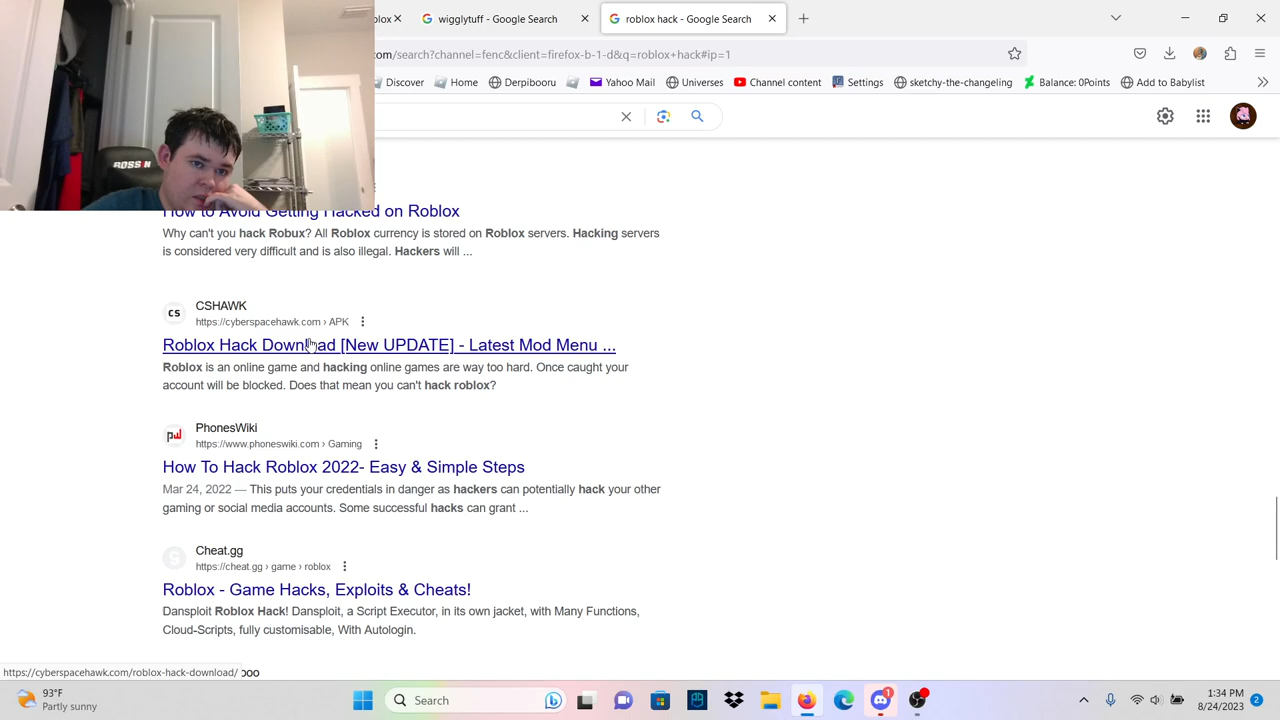 blox
wigglytuff - Google Search
roblox hack - Google Search
com/search?channel=fenc&client=firefox-b-1-d&q=roblox+hack#ip=1
Discover
Home
Derpibooru
Yahoo Mail
Universes
Channel content
Settings
sketchy-the-changeling
Balance: 0Points
Add to Babylist
ROSSIN
How to Avoid Getting Hacked on Roblox
Why can't you hack Robux? All Roblox currency is stored on Roblox servers. Hacking servers
is considered very difficult and is also illegal. Hackers will ...
CS
CSHAWK
https://cyberspacehawk.com › APK
Roblox Hack Download [New UPDATE] - Latest Mod Menu ...
Roblox is an online game and hacking online games are way too hard. Once caught your
account will be blocked. Does that mean you can't hack roblox?
pw
PhonesWiki
https://www.phoneswiki.com › Gaming
How To Hack Roblox 2022- Easy & Simple Steps
Mar 24, 2022 — This puts your credentials in danger as hackers can potentially hack your other
gaming or social media accounts. Some successful hacks can grant ...
Cheat.gg
https://cheat.gg › game › roblox
Roblox - Game Hacks, Exploits & Cheats!
Dansploit Roblox Hack! Dansploit, a Script Executor, in its own jacket, with Many Functions,
Cloud-Scripts, fully customisable, With Autologin.
https://cyberspacehawk.com/roblox-hack-download/
93°F
Partly sunny
Search
1
1:34 PM
8/24/2023
2